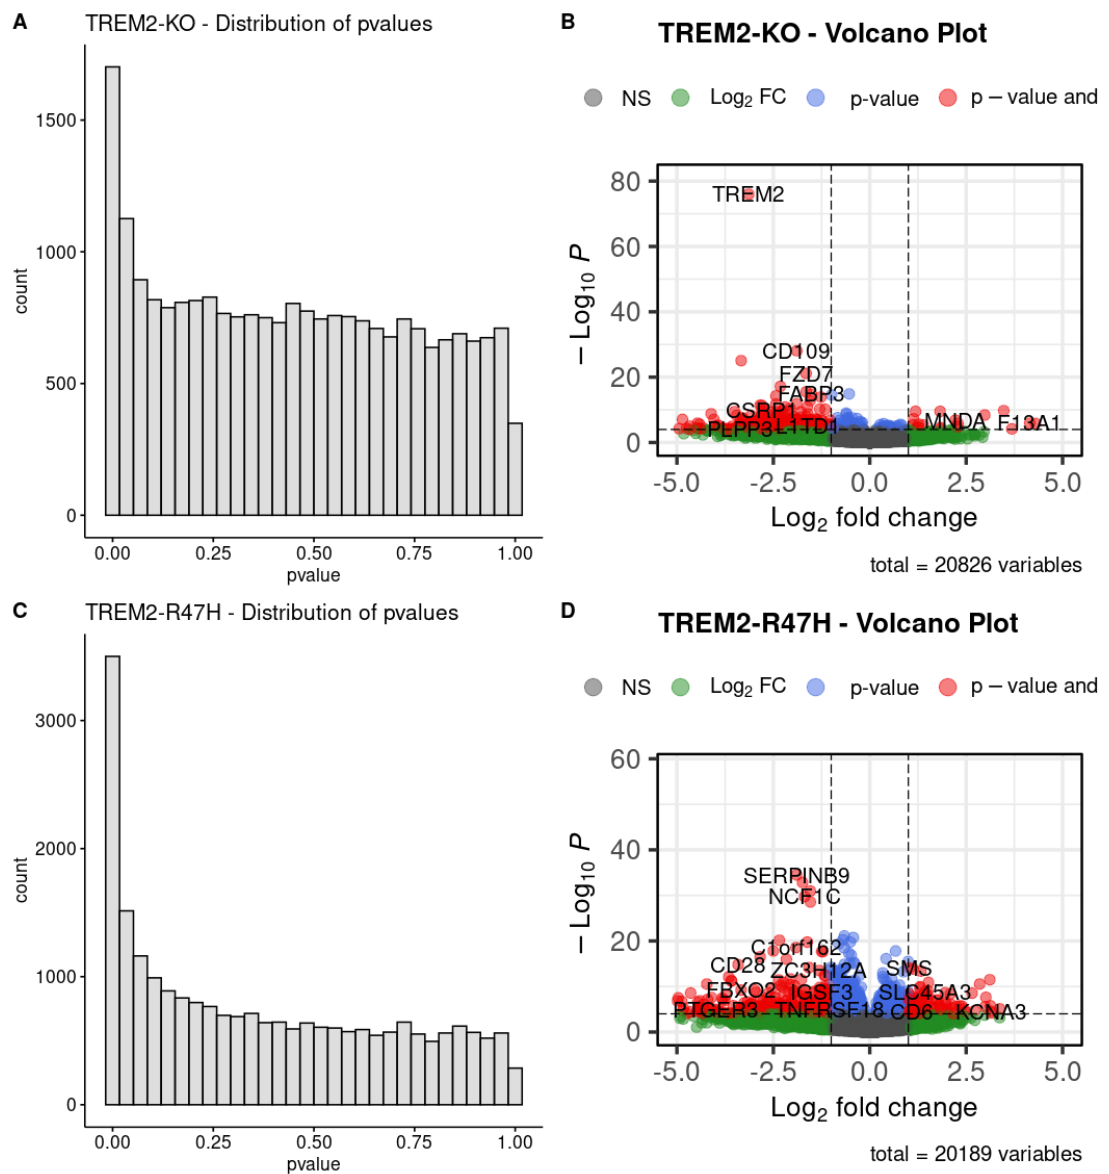 A
TREM2-KO - Distribution of pvalues
1500
1000
500
0
count
0.00 0.25 0.50 0.75 1.00
pvalue
B
TREM2-KO - Volcano Plot
NS Log₂ FC p-value p − value and
80
60
40
20
0
− Log₁₀ P
TREM2
CD109
FZD7
FABP3
CSRP1
MNDA F13A1
PLPP3 L1TD1
-5.0 -2.5 0.0 2.5 5.0
Log₂ fold change
total = 20826 variables
C
TREM2-R47H - Distribution of pvalues
3000
2000
1000
0
count
0.00 0.25 0.50 0.75 1.00
pvalue
D
TREM2-R47H - Volcano Plot
NS Log₂ FC p-value p − value and
60
40
20
0
− Log₁₀ P
SERPINB9
NCF1C
C1orf162
CD28 ZC3H12A SMS
FBXO2 IGSF3 SLC45A3
PTGER3 TNFRSF18 CD6 KCNA3
-5.0 -2.5 0.0 2.5 5.0
Log₂ fold change
total = 20189 variables